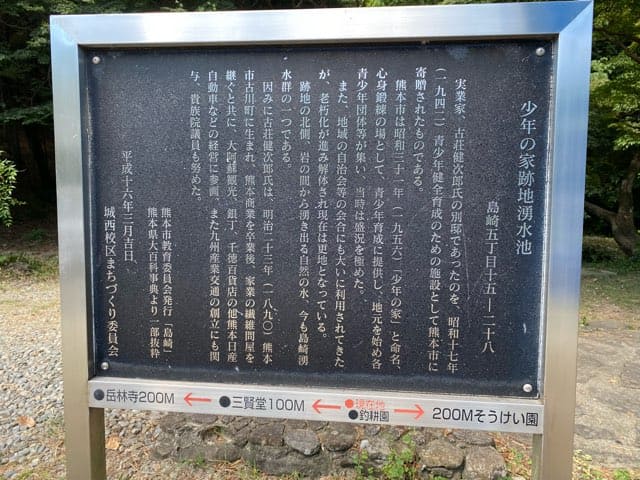 少年の家跡地湧水池
島崎五丁目十五―二十八
実業家、古荘健次郎氏の別邸であったのを、昭和十七年
(一九四二)青少年健全育成のための施設として熊本市に
寄贈されたものである。
熊本市は昭和三十一年(一九五六)「少年の家」と命名、
心身鍛練の場として、青少年育成に提供し、地元を始め各
青少年団体等が集い、当時は盛況を極めた。
また、地域の自治会等の会合にも大いに利用されてきた
が、老朽化が進み解体され現在は更地となっている。
跡地の北側、岩の間から湧き出る自然の水、今も島崎湧
水群の一つである。
因みに古荘健次郎氏は、明治二十三年(一八九〇)熊本
市古川町に生まれ、熊本商業を卒業後、家業の繊維問屋を
継ぐと共に、大阿蘇観光、銀丁、千徳百貨店の他熊本日産
自動車などの経営に参画、また九州産業交通の創立にも関
与、貴族院議員も努めた。
熊本市教育委員会発行「島崎」
熊本県大百科事典より一部抜粋
平成十六年三月吉日、
城西校区まちづくり委員会
●岳林寺200M ← ●三賢堂100M ← ●現在地 → 200Mそうけい園
●釣耕園